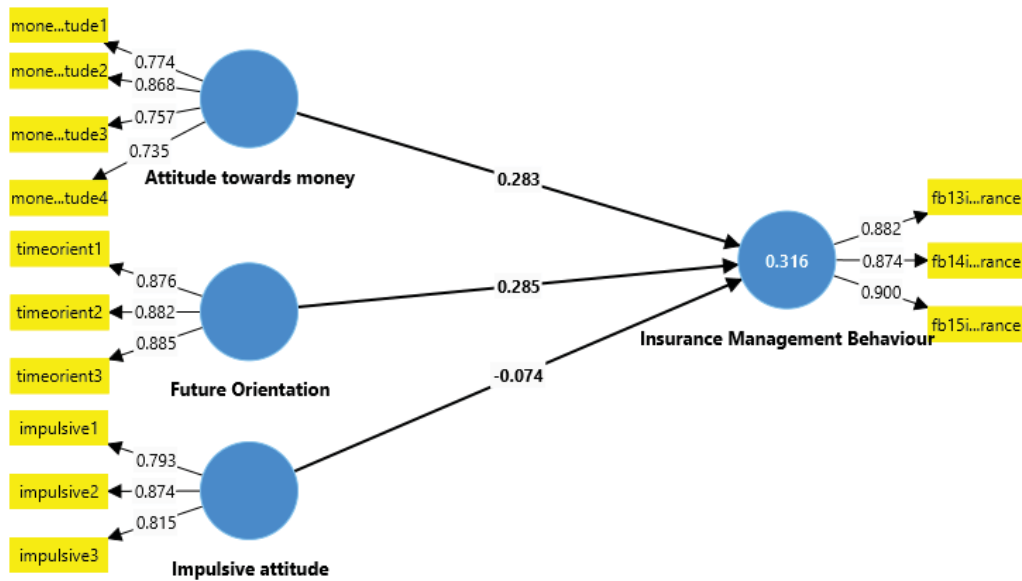 mone...tude1
0.774
mone...tude2
0.868
0.757
mone...tude3
0.735
mone...tude4
Attitude towards money
0.283
timeorient1
0.876
timeorient2
0.882
0.885
timeorient3
Future Orientation
0.285
impulsive1
0.793
impulsive2
0.874
0.815
impulsive3
Impulsive attitude
-0.074
0.316
Insurance Management Behaviour
fb13i...rance
0.882
fb14i...rance
0.874
0.900
fb15i...rance